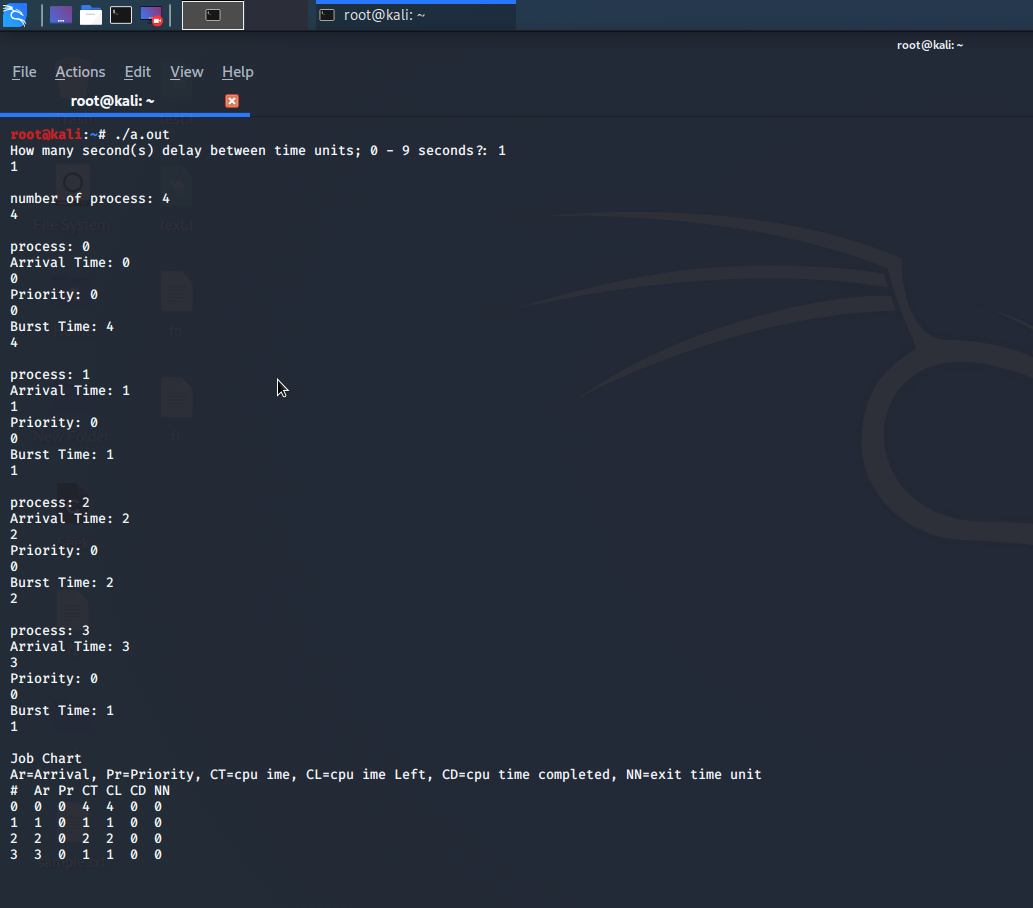 root@kali: ~
root@kali: ~
File Actions Edit View Help
root@kali: ~
root@kali:~# ./a.out
How many second(s) delay between time units; 0 - 9 seconds?: 1
1
number of process: 4
4
process: 0
Arrival Time: 0
0
Priority: 0
0
Burst Time: 4
4
process: 1
Arrival Time: 1
1
Priority: 0
0
Burst Time: 1
1
process: 2
Arrival Time: 2
2
Priority: 0
0
Burst Time: 2
2
process: 3
Arrival Time: 3
3
Priority: 0
0
Burst Time: 1
1
Job Chart
Ar=Arrival, Pr=Priority, CT=cpu ime, CL=cpu ime Left, CD=cpu time completed, NN=exit time unit
# Ar Pr CT CL CD NN
0 0 0 4 4 0 0
1 1 0 1 1 0 0
2 2 0 2 2 0 0
3 3 0 1 1 0 0
File System
New Folder